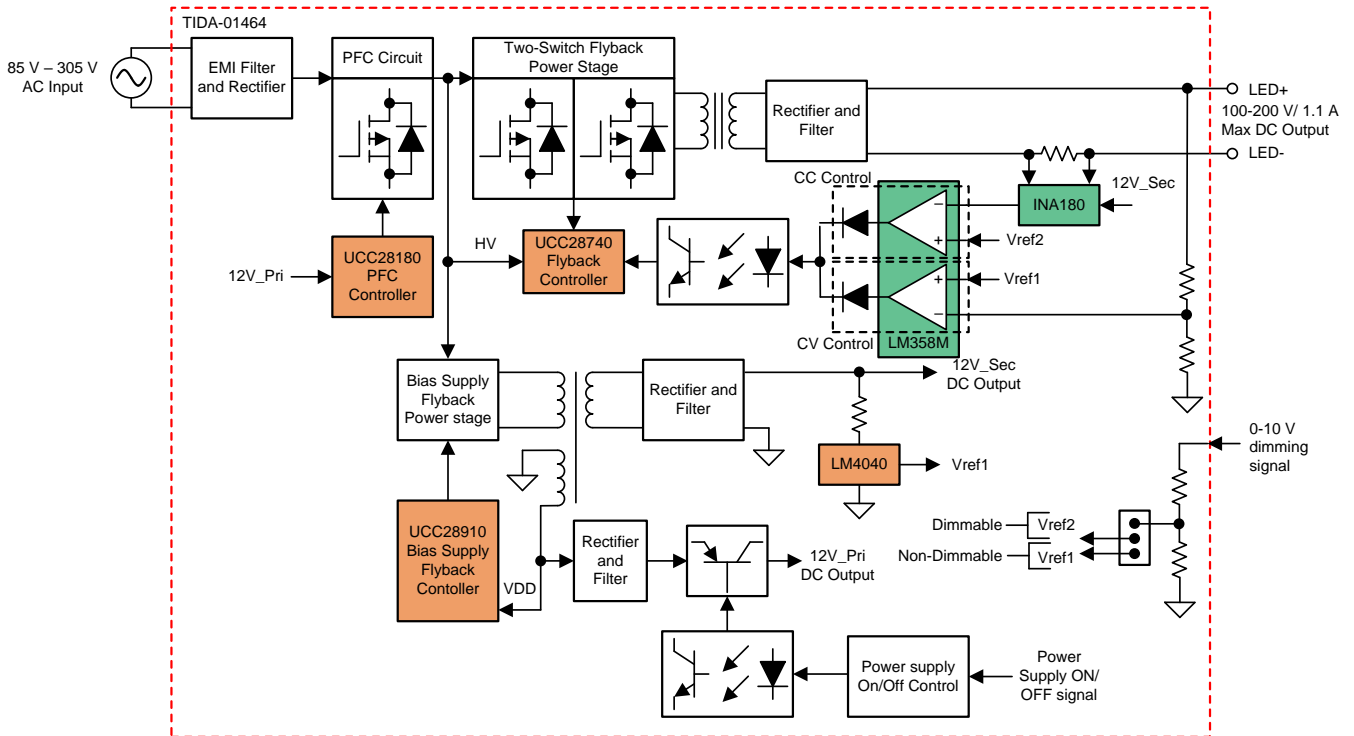 TIDA-01464
85 V – 305 V
AC Input
EMI Filter
and Rectifier
PFC Circuit
Two-Switch Flyback
Power Stage
Rectifier and
Filter
LED+
100-200 V/ 1.1 A
Max DC Output
LED-
CC Control
12V_Sec
INA180
Vref2
Vref1
UCC28180
PFC
Controller
12V_Pri
HV
UCC28740
Flyback
Controller
CV Control
LM358M
Bias Supply
Flyback
Power stage
Rectifier and
Filter
12V_Sec
DC Output
LM4040
Vref1
0-10 V
dimming
signal
Dimmable
Vref2
Non-Dimmable
Vref1
UCC28910
Bias Supply
Flyback
Contoller
VDD
Rectifier
and
Filter
12V_Pri
DC Output
Power supply
On/Off Control
Power
Supply ON/
OFF signal
+
−
+
−